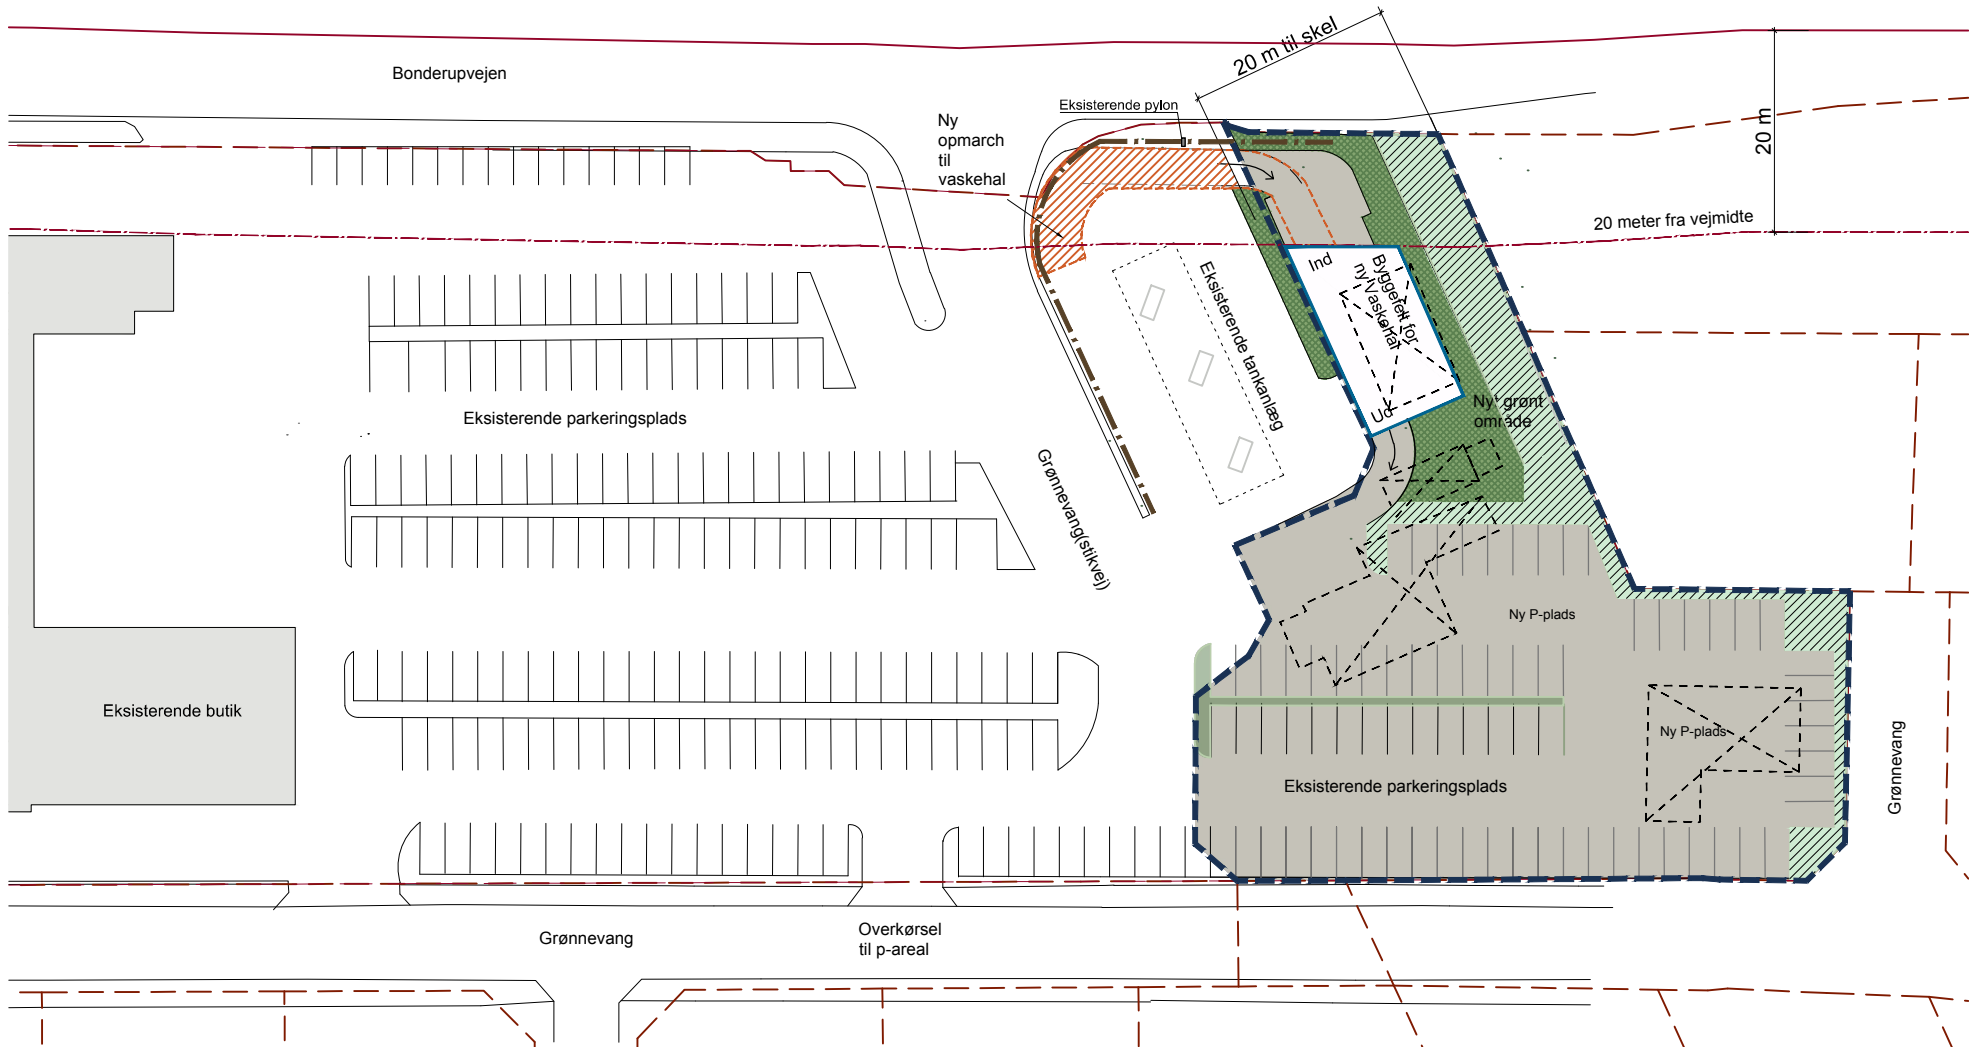 20 m til skel
Bonderupvejen
Eksisterende pylon
Ny
opmarch
til
vaskehal
20 m
20 meter fra vejmidte
Ind
Byggefelt for
ny Vaskehal
Eksisterende tankanlæg
Ud
Nyt grønt
område
Eksisterende parkeringsplads
Grønnevang(stikvej)
Ny P-plads
Eksisterende butik
Ny P-plads
Grønnevang
Eksisterende parkeringsplads
Grønnevang
Overkørsel
til p-areal